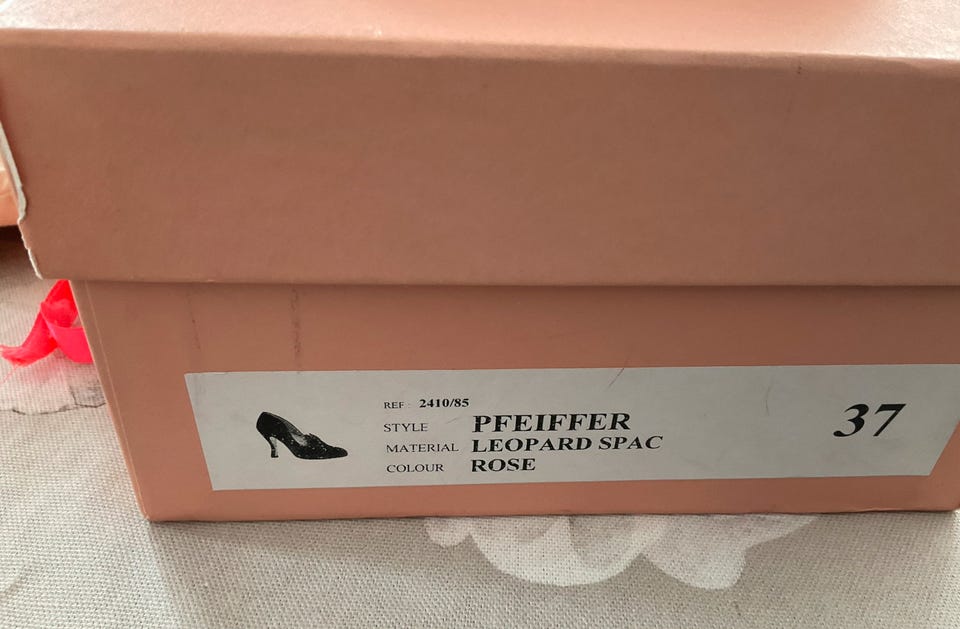 REF: 2410/85
STYLE PFEIFFER
MATERIAL LEOPARD SPAC
COLOUR ROSE
37